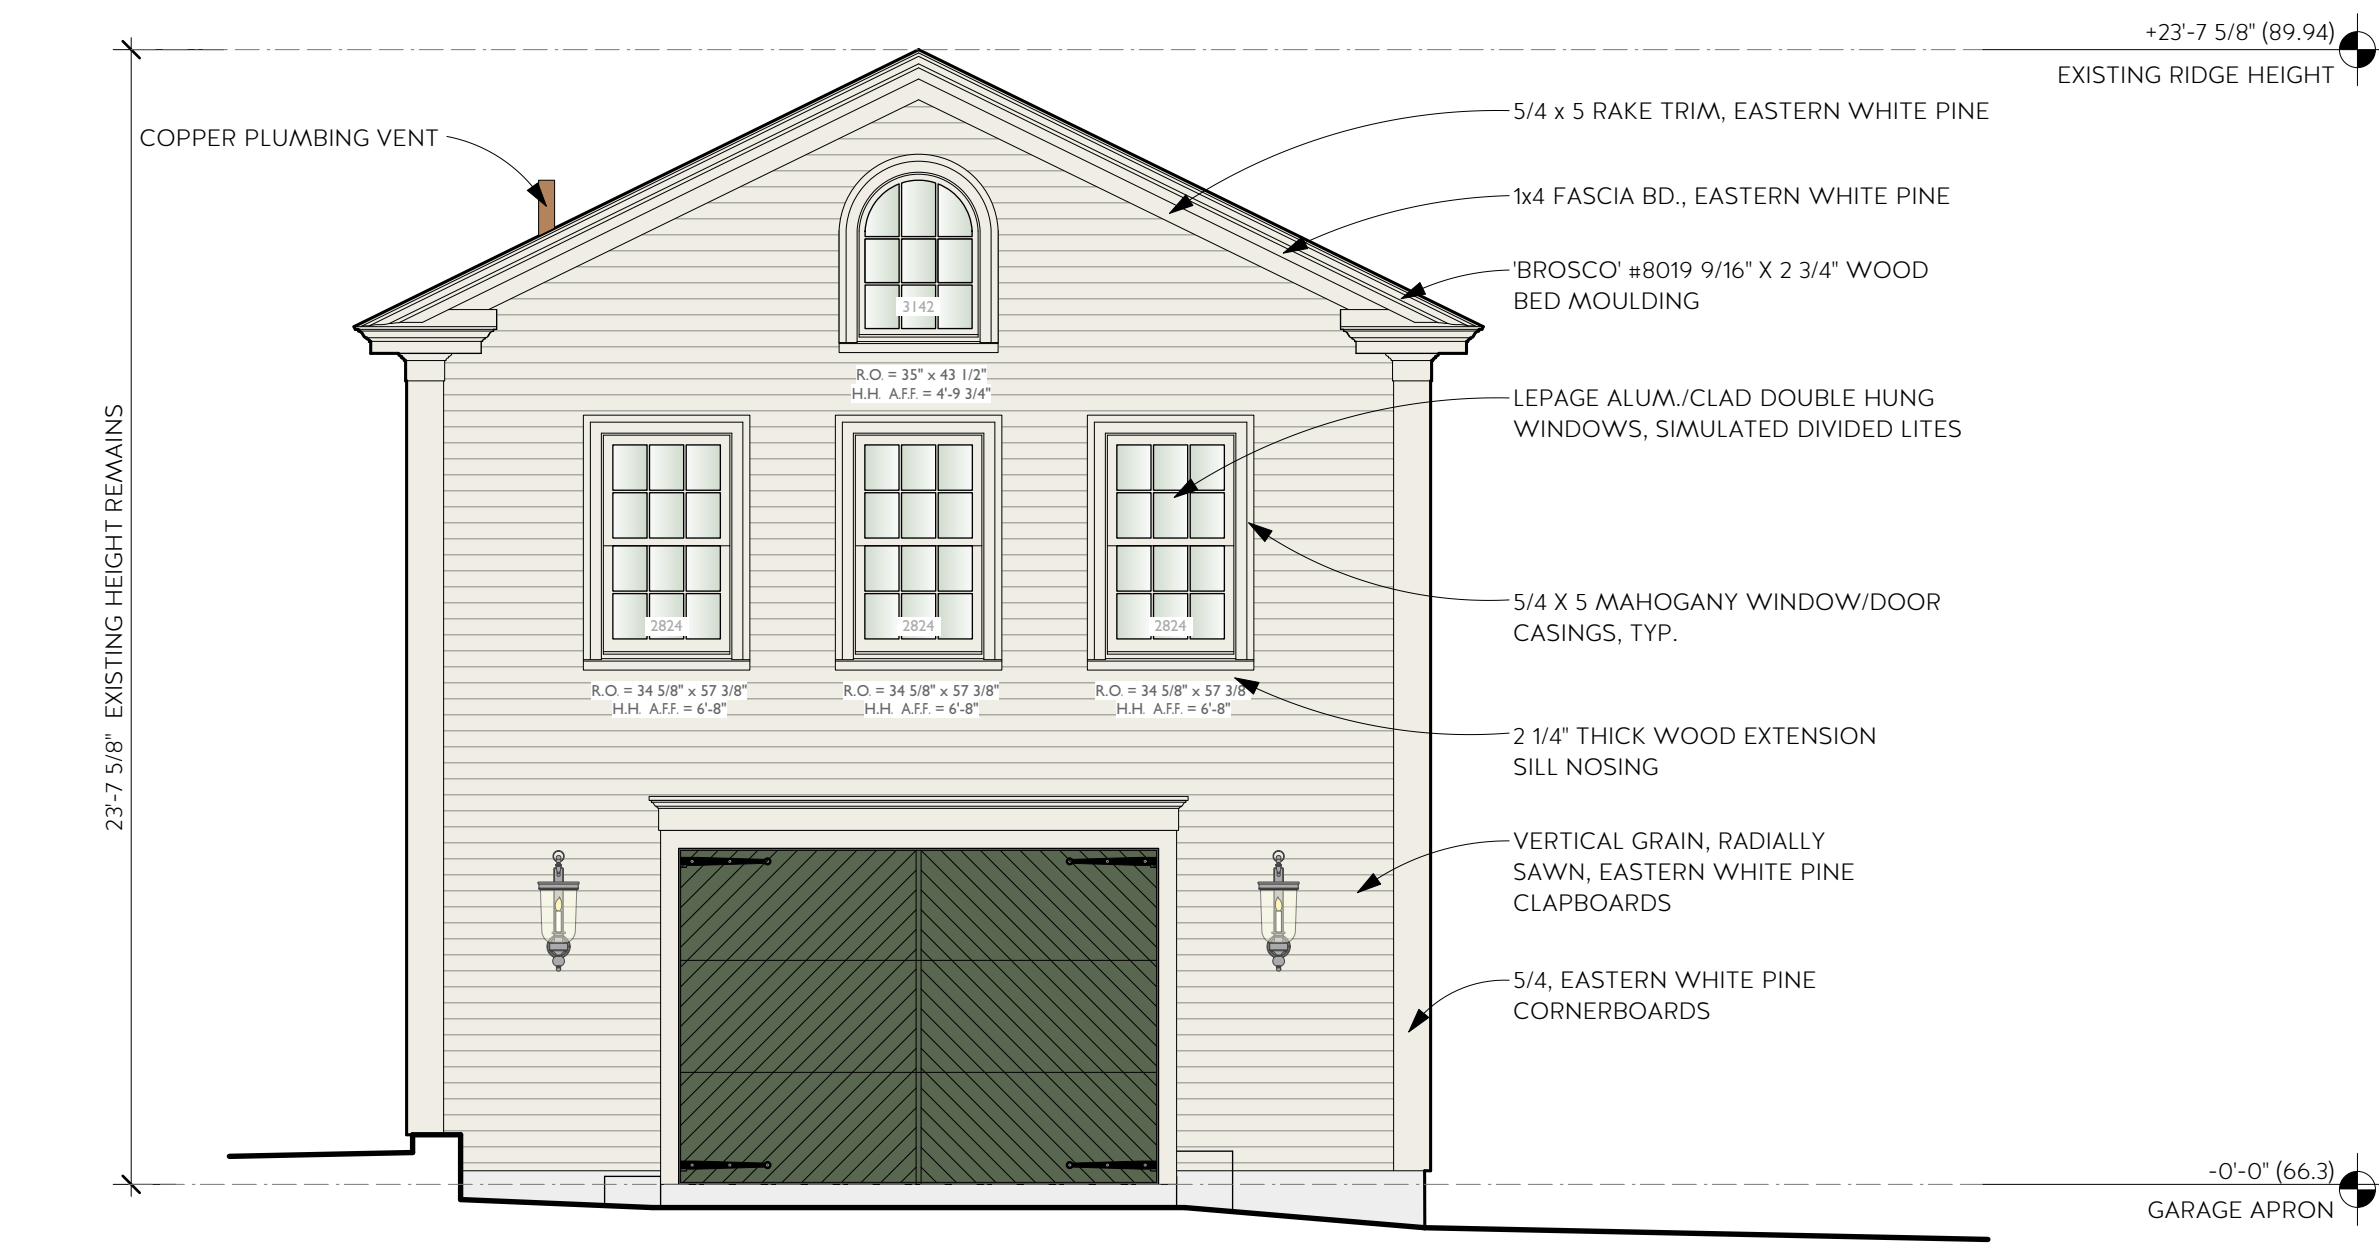 +23'-7 5/8" (89.94)
EXISTING RIDGE HEIGHT
5/4 x 5 RAKE TRIM, EASTERN WHITE PINE
COPPER PLUMBING VENT
1x4 FASCIA BD., EASTERN WHITE PINE
'BROSCO' #8019 9/16" X 2 3/4" WOOD
BED MOULDING
3142
R.O. = 35" x 43 1/2"
H.H. A.F.F. = 4'-9 3/4"
LEPAGE ALUM./CLAD DOUBLE HUNG
WINDOWS, SIMULATED DIVIDED LITES
23'-7 5/8" EXISTING HEIGHT REMAINS
5/4 X 5 MAHOGANY WINDOW/DOOR
CASINGS, TYP.
2824
2824
2824
R.O. = 34 5/8" x 57 3/8"
H.H. A.F.F. = 6'-8"
R.O. = 34 5/8" x 57 3/8"
H.H. A.F.F. = 6'-8"
R.O. = 34 5/8" x 57 3/8"
H.H. A.F.F. = 6'-8"
2 1/4" THICK WOOD EXTENSION
SILL NOSING
VERTICAL GRAIN, RADIALLY
SAWN, EASTERN WHITE PINE
CLAPBOARDS
5/4, EASTERN WHITE PINE
CORNERBOARDS
-0'-0" (66.3)
GARAGE APRON